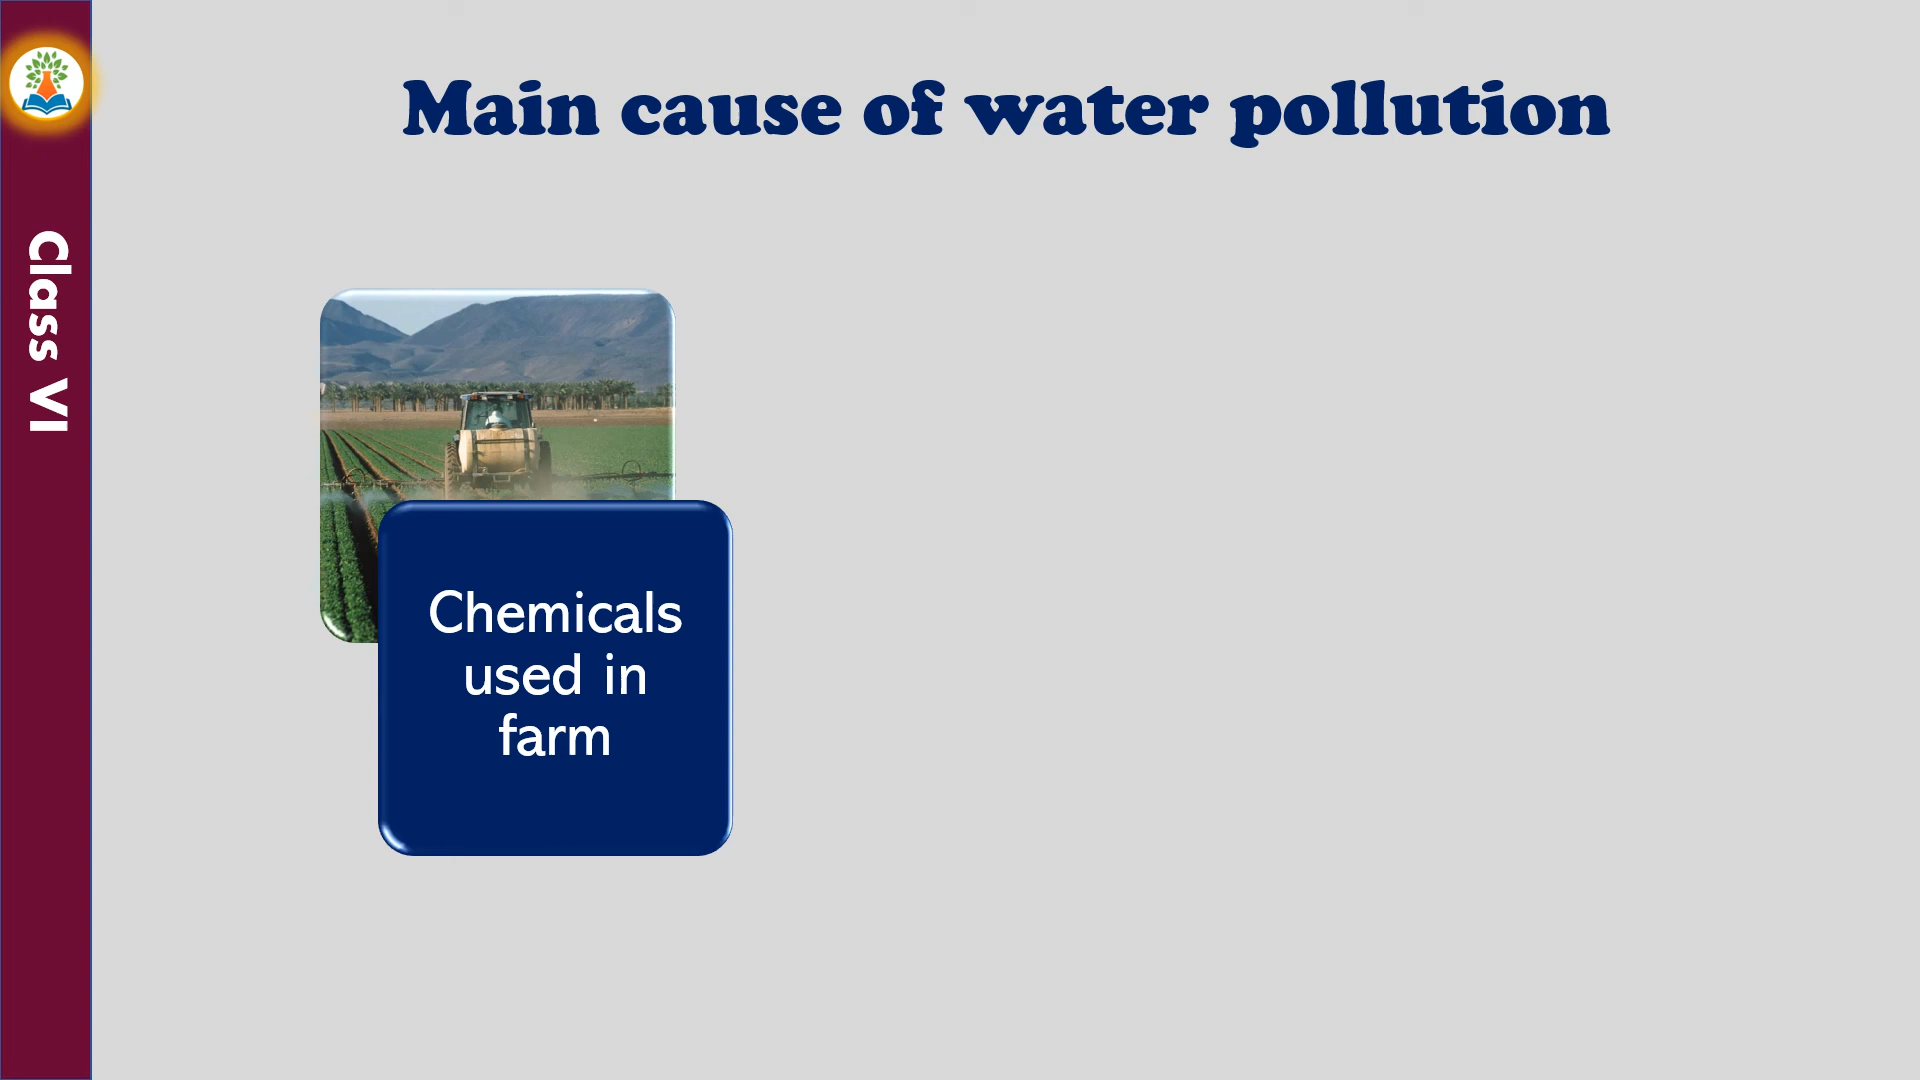 Main cause of water pollution
Class VI
Chemicals
used in
farm